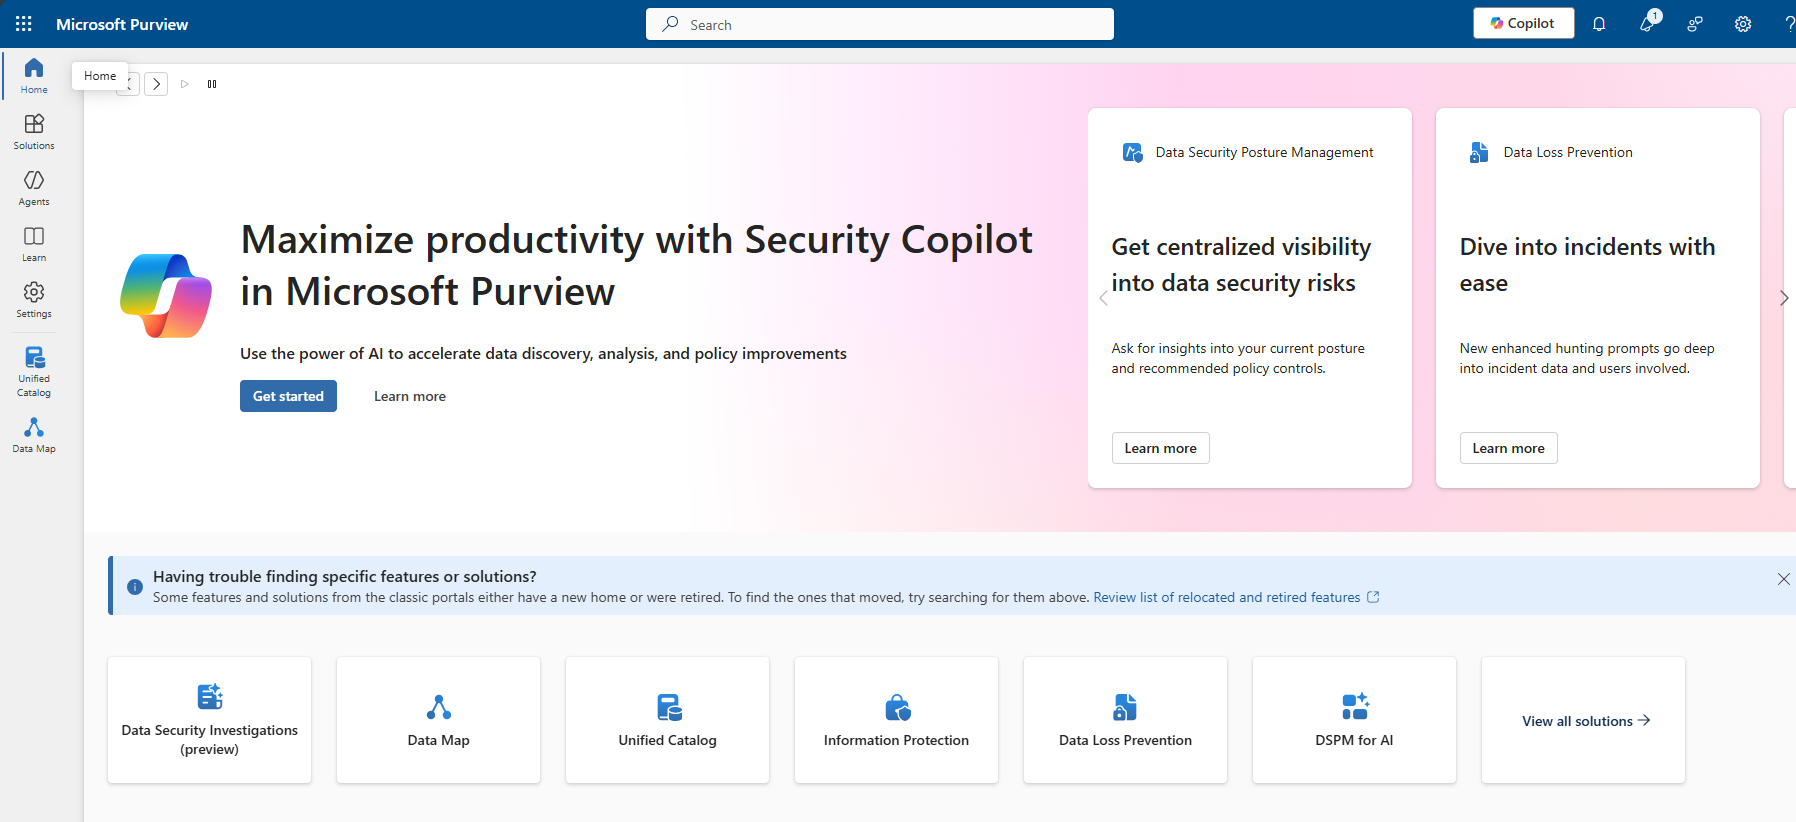 Microsoft Purview
Search
Copilot
1
Home
Home
Solutions
Agents
Learn
Settings
Unified
Catalog
Data Map
Maximize productivity with Security Copilot
in Microsoft Purview
Use the power of AI to accelerate data discovery, analysis, and policy improvements
Get started
Learn more
Data Security Posture Management
Get centralized visibility
into data security risks
Ask for insights into your current posture
and recommended policy controls.
Learn more
Data Loss Prevention
Dive into incidents with
ease
New enhanced hunting prompts go deep
into incident data and users involved.
Learn more
Having trouble finding specific features or solutions?
Some features and solutions from the classic portals either have a new home or were retired. To find the ones that moved, try searching for them above. Review list of relocated and retired features
Data Security Investigations
(preview)
Data Map
Unified Catalog
Information Protection
Data Loss Prevention
DSPM for AI
View all solutions